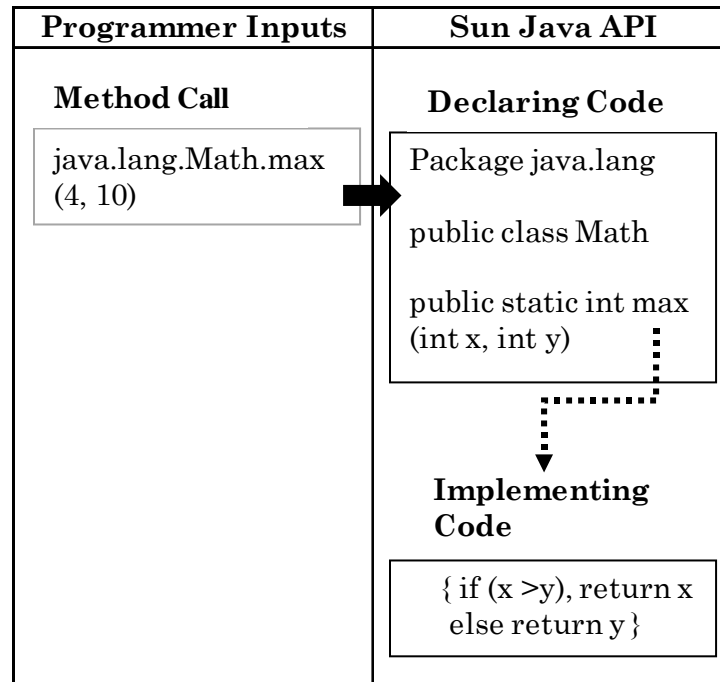 Programmer Inputs
Sun Java API
Method Call
java.lang.Math.max
(4, 10)
Declaring Code
Package java.lang
public class Math
public static int max
(int x, int y)
Implementing
Code
{ if (x >y), return x
else return y }